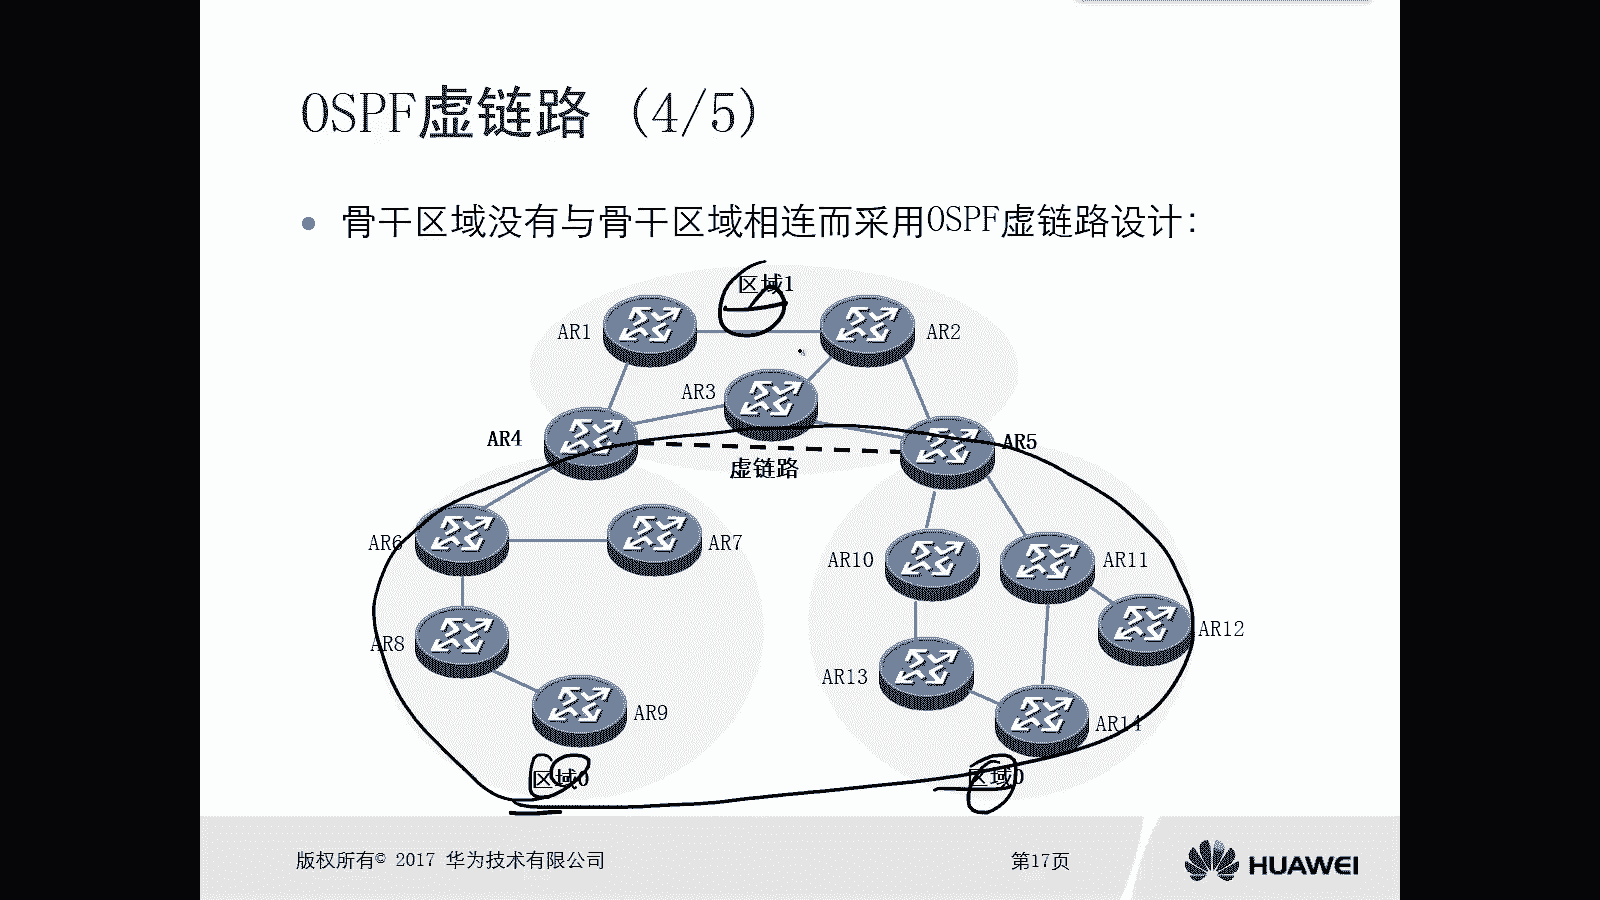 OSPF虚链路 (4/5)
骨干区域没有与骨干区域相连而采用OSPF虚链路设计:
区域1
AR1
AR2
AR3
AR4
AR5
虚链路
AR6
AR7
AR10
AR11
AR8
AR12
AR13
AR9
AR14
区域0
区域0
版权所有© 2017 华为技术有限公司
第17页
HUAWEI